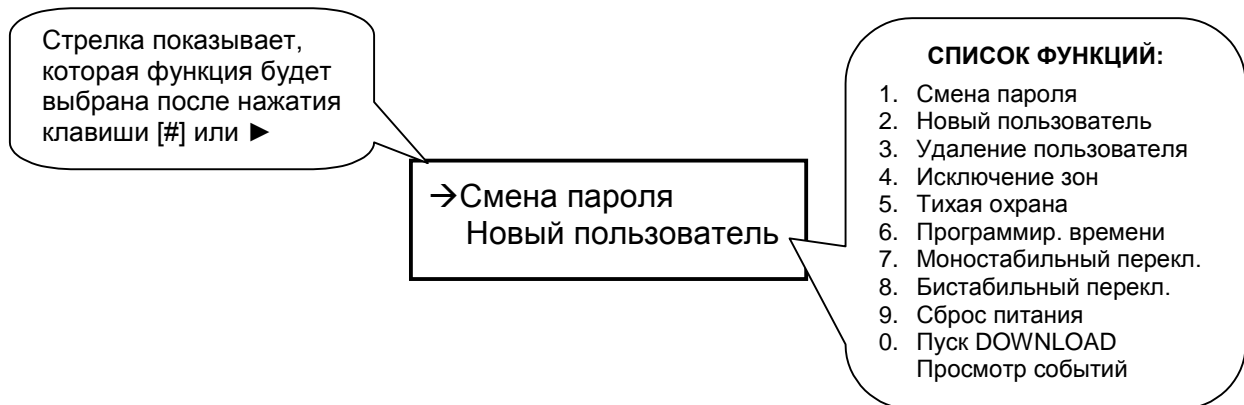 Стрелка показывает,
которая функция будет
выбрана после нажатия
клавиши [#] или ►
→Смена пароля
Новый пользователь
СПИСОК ФУНКЦИЙ:
1. Смена пароля
2. Новый пользователь
3. Удаление пользователя
4. Исключение зон
5. Тихая охрана
6. Программир. времени
7. Моностабильный перекл.
8. Бистабильный перекл.
9. Сброс питания
0. Пуск DOWNLOAD
Просмотр событий